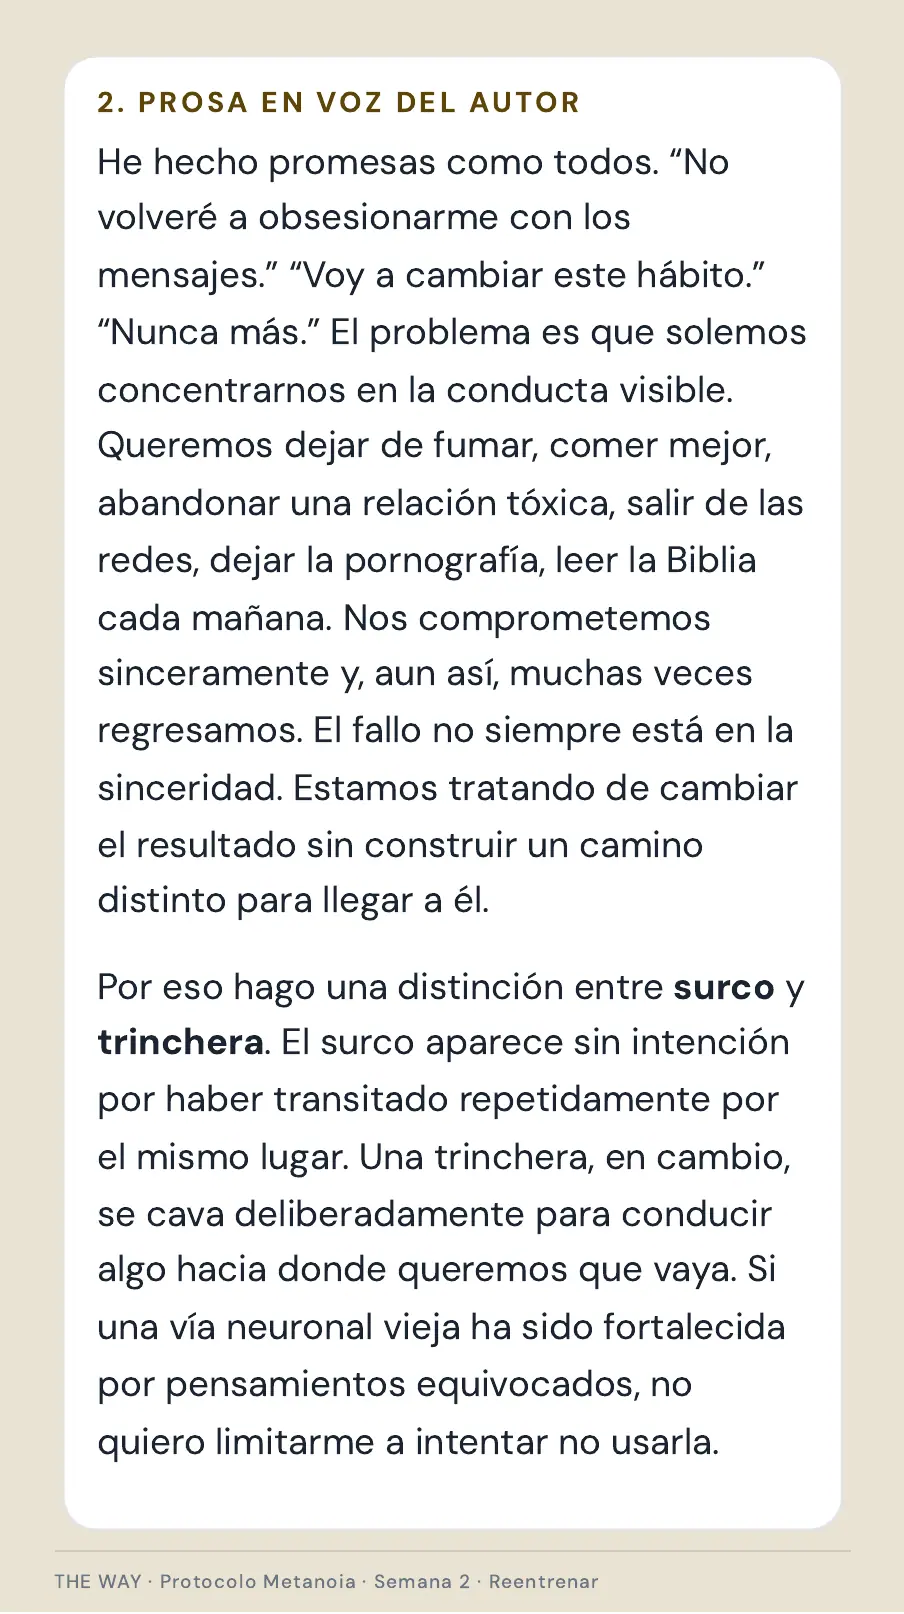 2. PROSA EN VOZ DEL AUTOR
He hecho promesas como todos. “No
volveré a obsesionarme con los
mensajes.” “Voy a cambiar este hábito.”
“Nunca más.” El problema es que solemos
concentrarnos en la conducta visible.
Queremos dejar de fumar, comer mejor,
abandonar una relación tóxica, salir de las
redes, dejar la pornografía, leer la Biblia
cada mañana. Nos comprometemos
sinceramente y, aun así, muchas veces
regresamos. El fallo no siempre está en la
sinceridad. Estamos tratando de cambiar
el resultado sin construir un camino
distinto para llegar a él.
Por eso hago una distinción entre surco y
trinchera. El surco aparece sin intención
por haber transitado repetidamente por
el mismo lugar. Una trinchera, en cambio,
se cava deliberadamente para conducir
algo hacia donde queremos que vaya. Si
una vía neuronal vieja ha sido fortalecida
por pensamientos equivocados, no
quiero limitarme a intentar no usarla.
THE WAY · Protocolo Metanoia · Semana 2 · Reentrenar